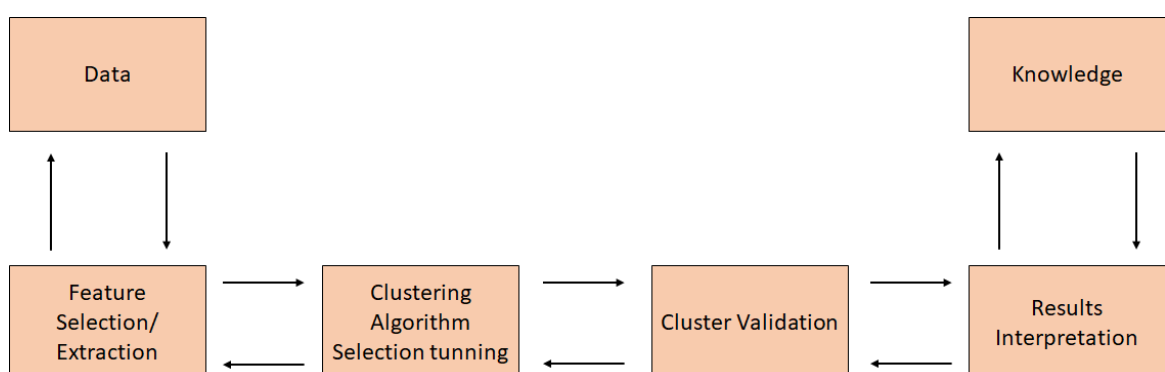 Data
Knowledge
Feature
Selection/
Extraction
Clustering
Algorithm
Selection tunning
Cluster Validation
Results
Interpretation